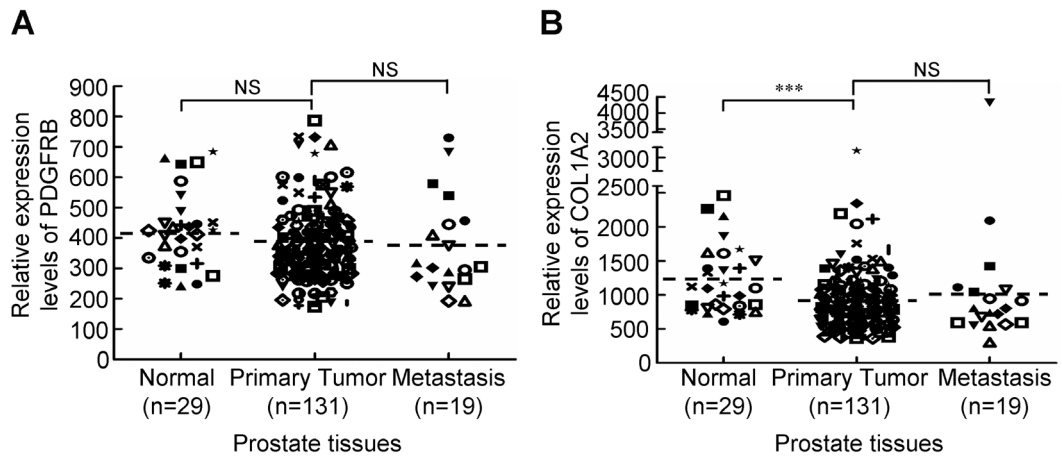 A
NS
NS
Relative expression
levels of PDGFRB
900
800
700
600
500
400
300
200
100
0
Normal
(n=29)
Primary Tumor
(n=131)
Metastasis
(n=19)
Prostate tissues
B
***
NS
Relative expression
levels of COL1A2
4500
4000
3500
3000
2500
2000
1500
1000
500
0
Normal
(n=29)
Primary Tumor
(n=131)
Metastasis
(n=19)
Prostate tissues